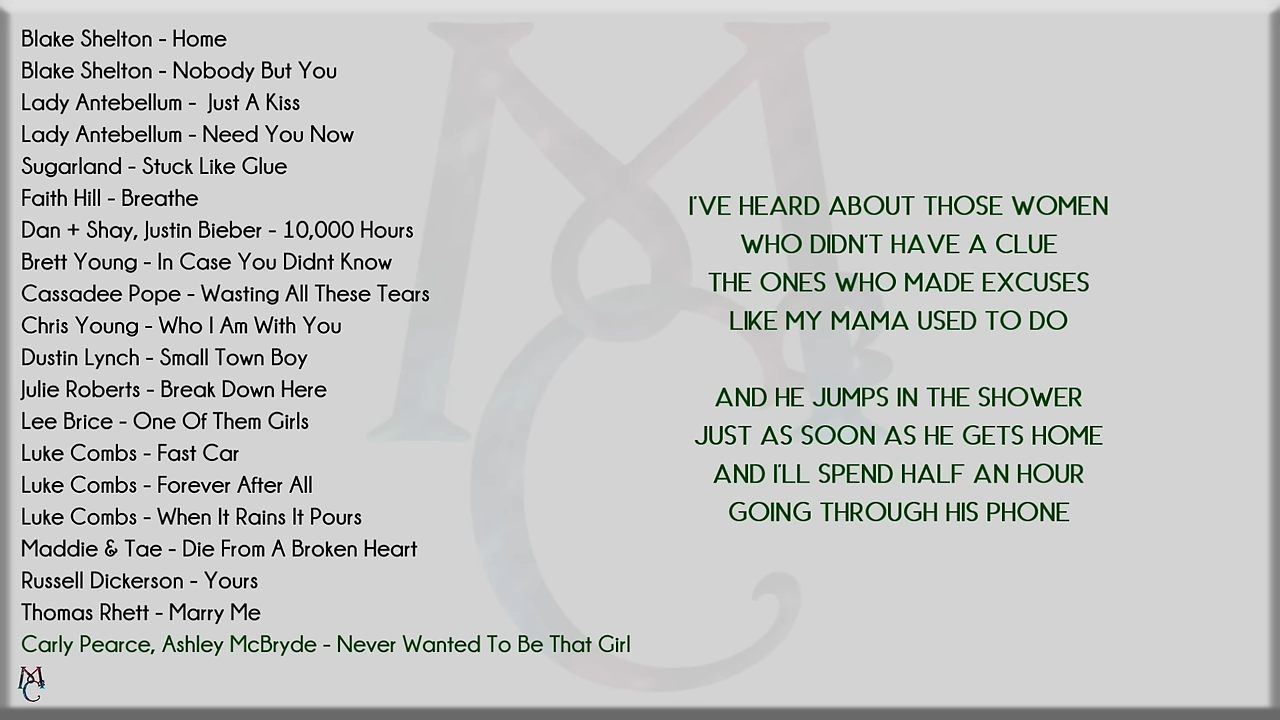 Blake Shelton - Home
Blake Shelton - Nobody But You
Lady Antebellum -  Just A Kiss
Lady Antebellum - Need You Now
Sugarland - Stuck Like Glue
Faith Hill - Breathe
Dan + Shay, Justin Bieber - 10,000 Hours
Brett Young - In Case You Didnt Know
Cassadee Pope - Wasting All These Tears
Chris Young - Who I Am With You
Dustin Lynch - Small Town Boy
Julie Roberts - Break Down Here
Lee Brice - One Of Them Girls
Luke Combs - Fast Car
Luke Combs - Forever After All
Luke Combs - When It Rains It Pours
Maddie & Tae - Die From A Broken Heart
Russell Dickerson - Yours
Thomas Rhett - Marry Me
Carly Pearce, Ashley McBryde - Never Wanted To Be That Girl
I'VE HEARD ABOUT THOSE WOMEN
WHO DIDN'T HAVE A CLUE
THE ONES WHO MADE EXCUSES
LIKE MY MAMA USED TO DO
AND HE JUMPS IN THE SHOWER
JUST AS SOON AS HE GETS HOME
AND I'LL SPEND HALF AN HOUR
GOING THROUGH HIS PHONE